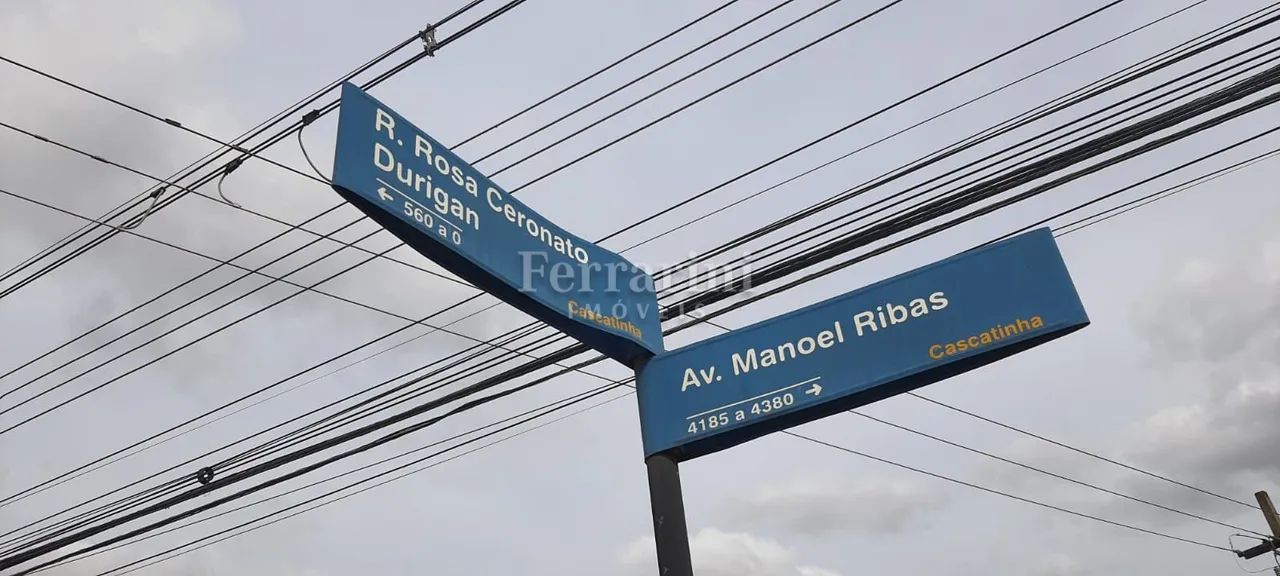 R. Rosa Ceronato
Durigan
← 560 a 0
Cascatinha
Av. Manoel Ribas
4185 a 4380 →
Cascatinha
Ferrarini
IMÓVEIS